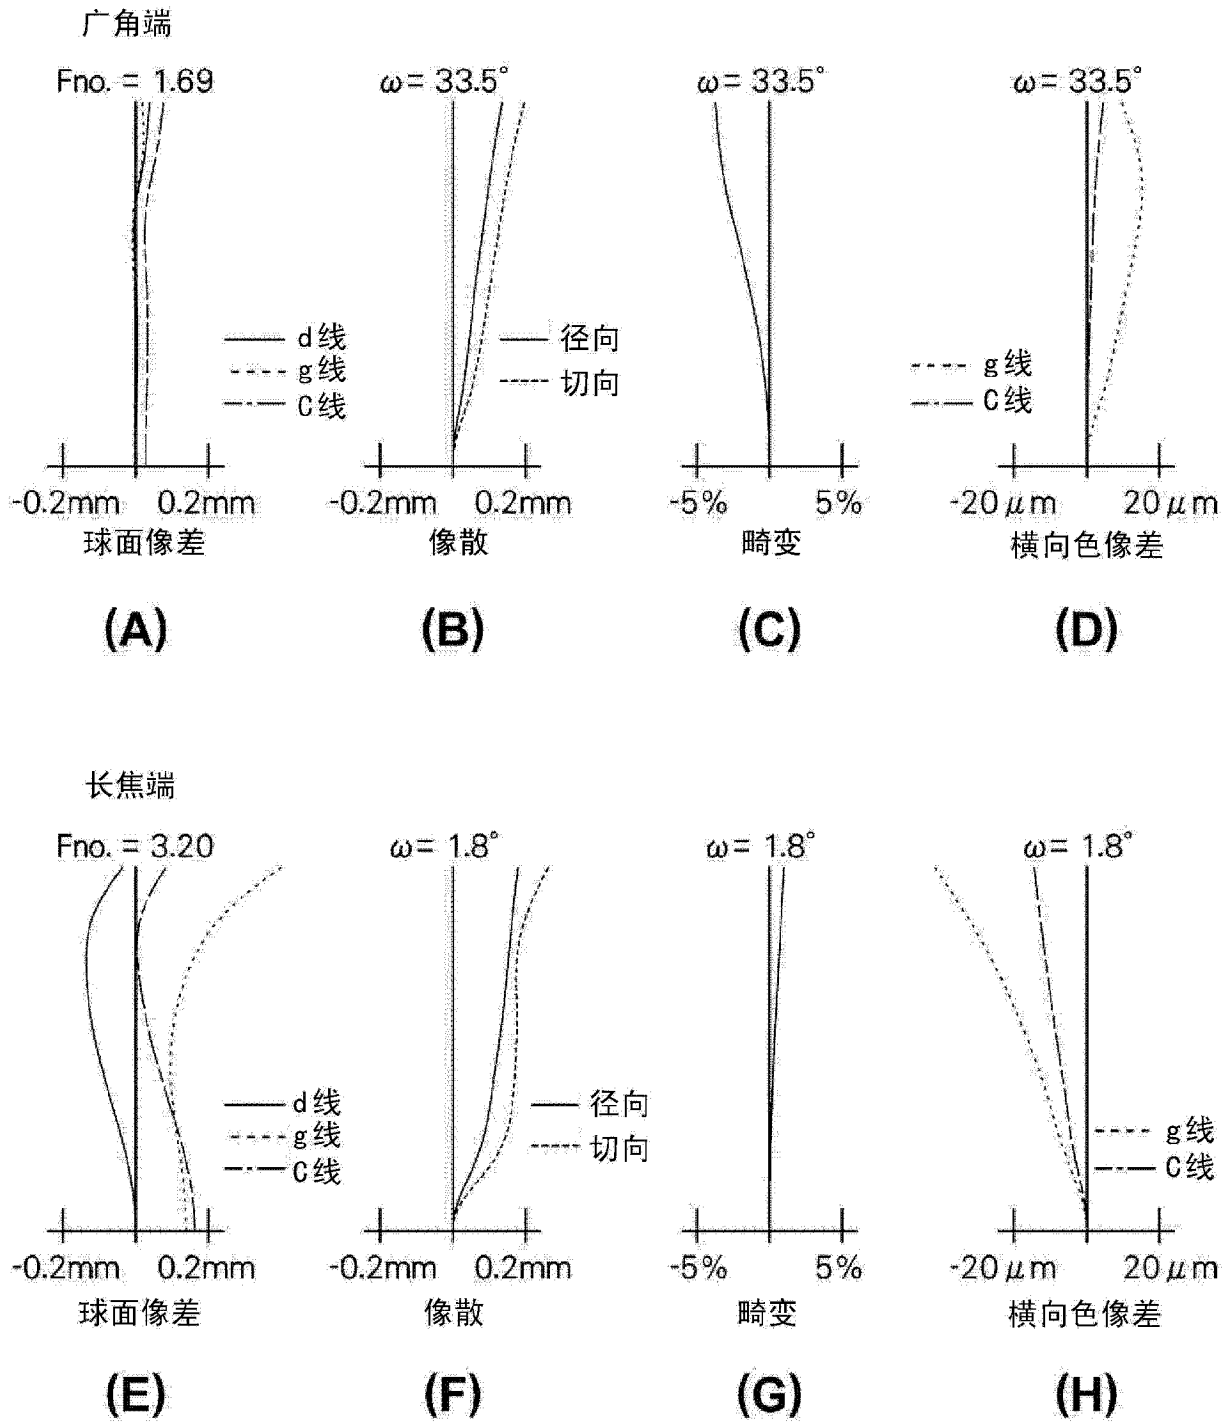 广角端
Fno. = 1.69
ω= 33.5°
ω= 33.5°
ω= 33.5°
d线
g线
C线
径向
切向
g线
C线
-0.2mm 0.2mm
-0.2mm 0.2mm
-5% 5%
-20μm 20μm
球面像差
像散
畸变
横向色像差
(A)
(B)
(C)
(D)
长焦端
Fno. = 3.20
ω= 1.8°
ω= 1.8°
ω= 1.8°
d线
g线
C线
径向
切向
g线
C线
-0.2mm 0.2mm
-0.2mm 0.2mm
-5% 5%
-20μm 20μm
球面像差
像散
畸变
横向色像差
(E)
(F)
(G)
(H)